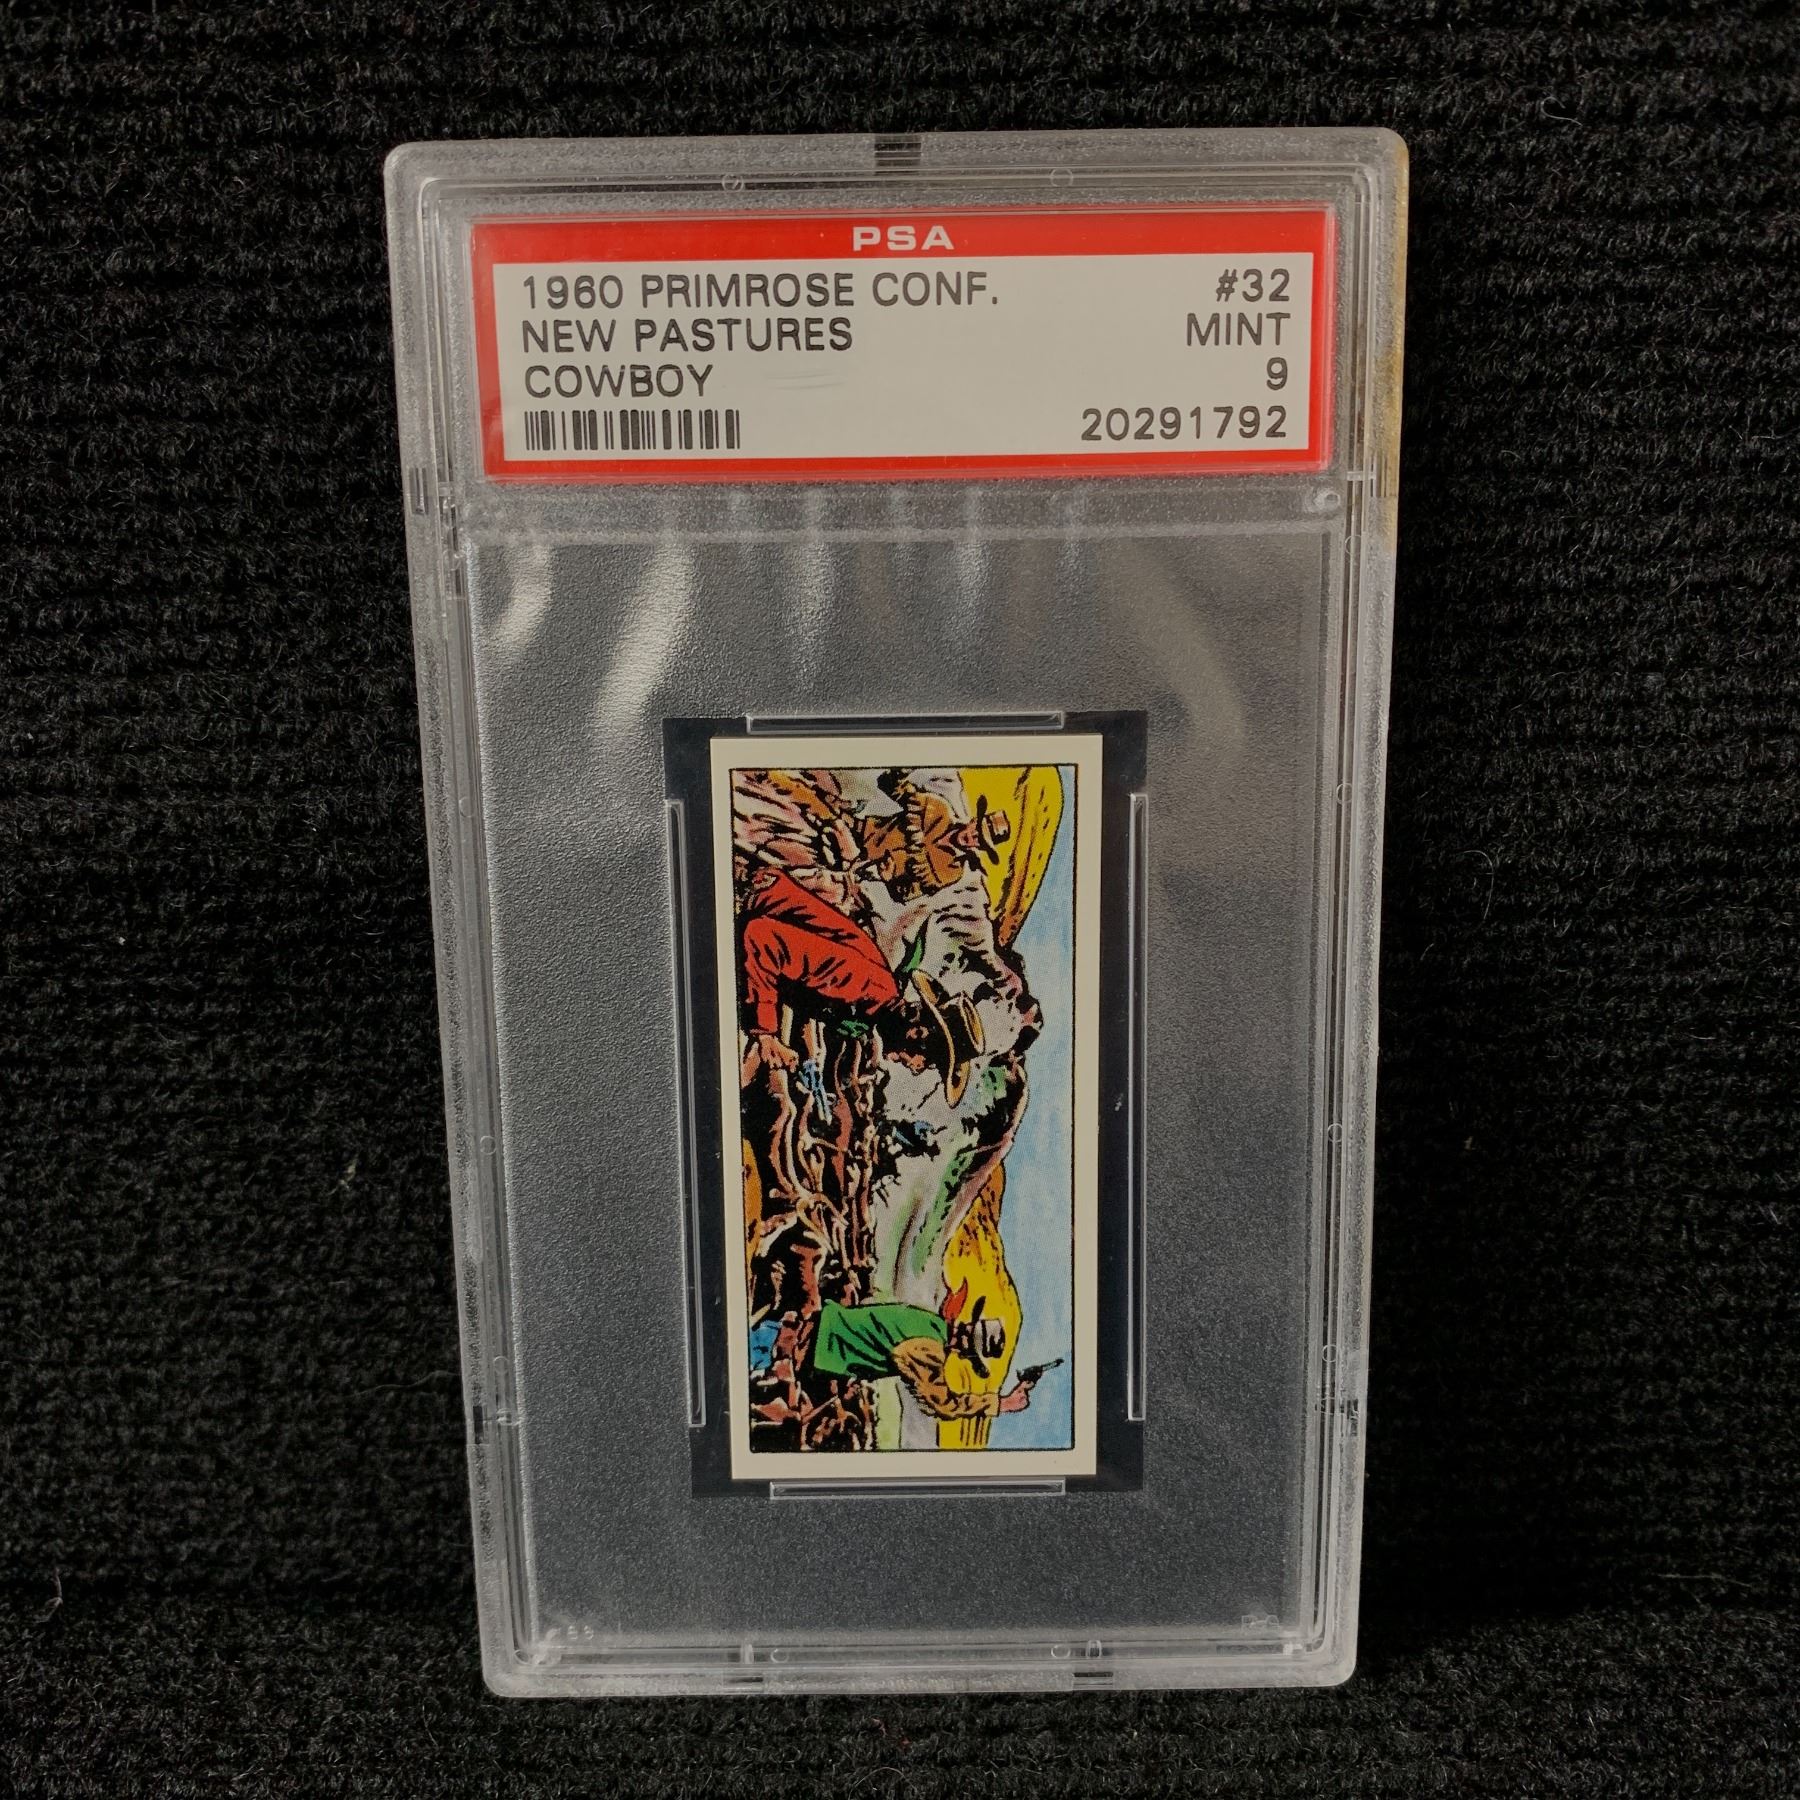 PSA
1960 PRIMROSE CONF. #32
NEW PASTURES MINT
COWBOY 9
20291792